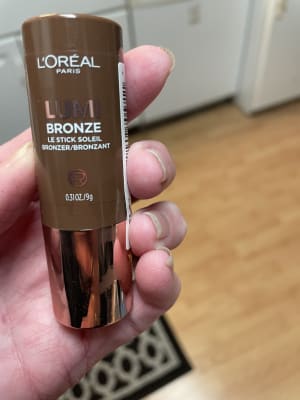 L'ORÉAL
PARIS
LUMI
BRONZE
LE STICK SOLEIL
BRONZER/BRONZANT
0.31 OZ./9g